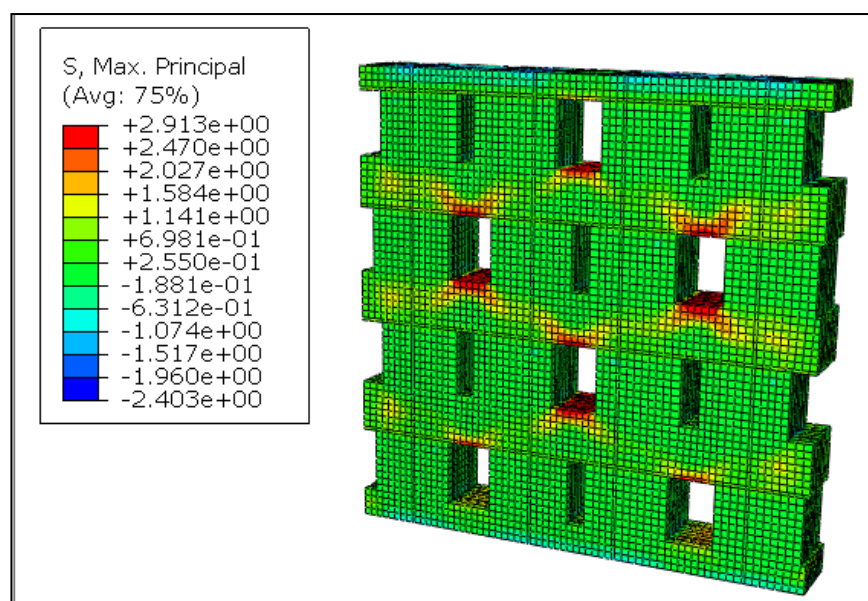 S, Max. Principal
(Avg: 75%)
+2.913e+00
+2.470e+00
+2.027e+00
+1.584e+00
+1.141e+00
+6.981e-01
+2.550e-01
-1.881e-01
-6.312e-01
-1.074e+00
-1.517e+00
-1.960e+00
-2.403e+00